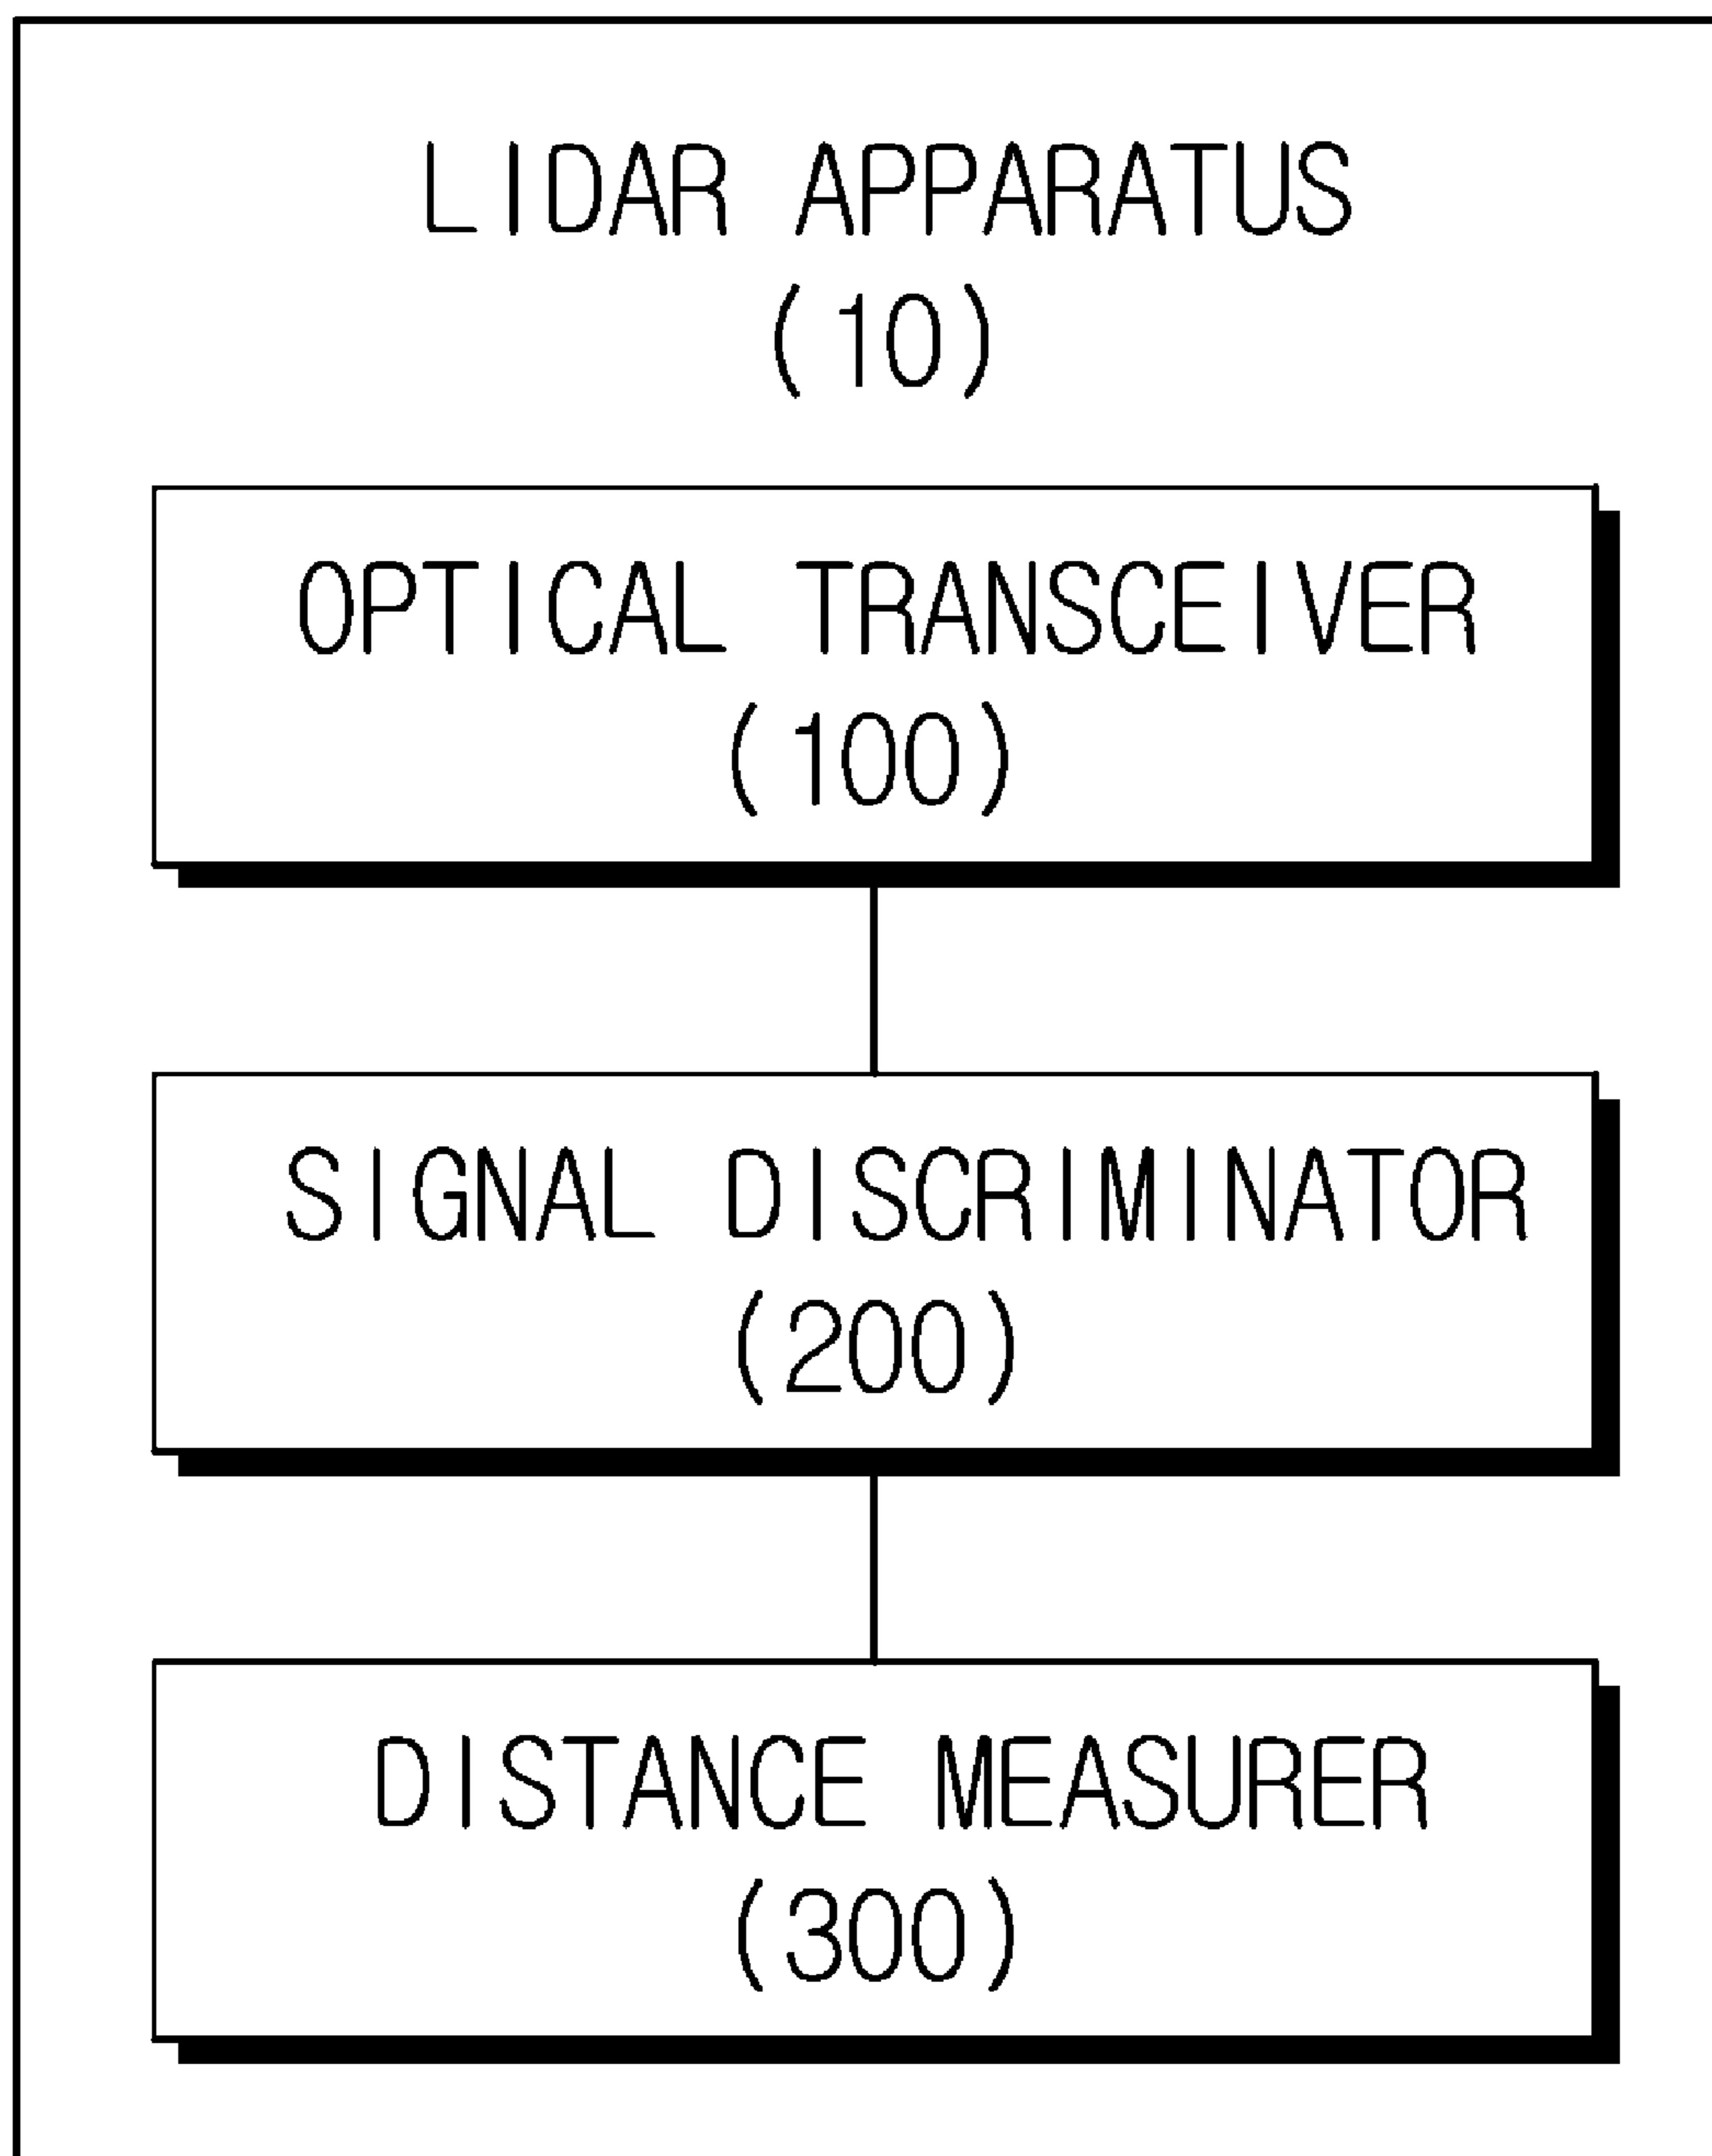 LIDAR APPARATUS
(10)
OPTICAL TRANSCEIVER
(100)
SIGNAL DISCRIMINATOR
(200)
DISTANCE MEASURER
(300)